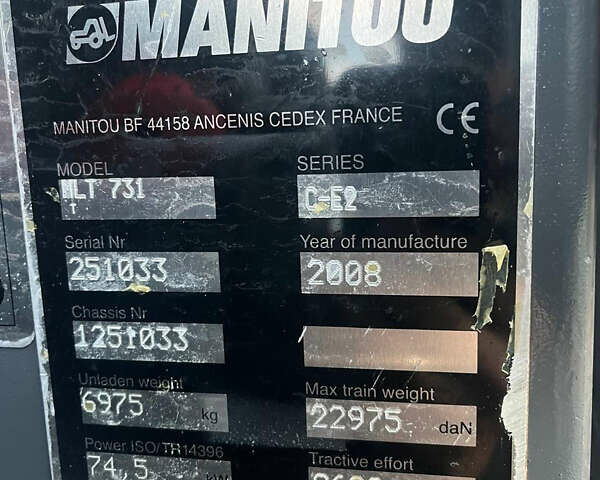 MANITOU
MANITOU BF 44158 ANCENIS CEDEX FRANCE CE
MODEL SERIES
MLT 731 C-E2
T
Serial Nr Year of manufacture
251033 2008
Chassis Nr
1251033
Unladen weight Max train weight
6975 kg 22975 daN
Power ISO/TR14396 Tractive effort
74,5 kW